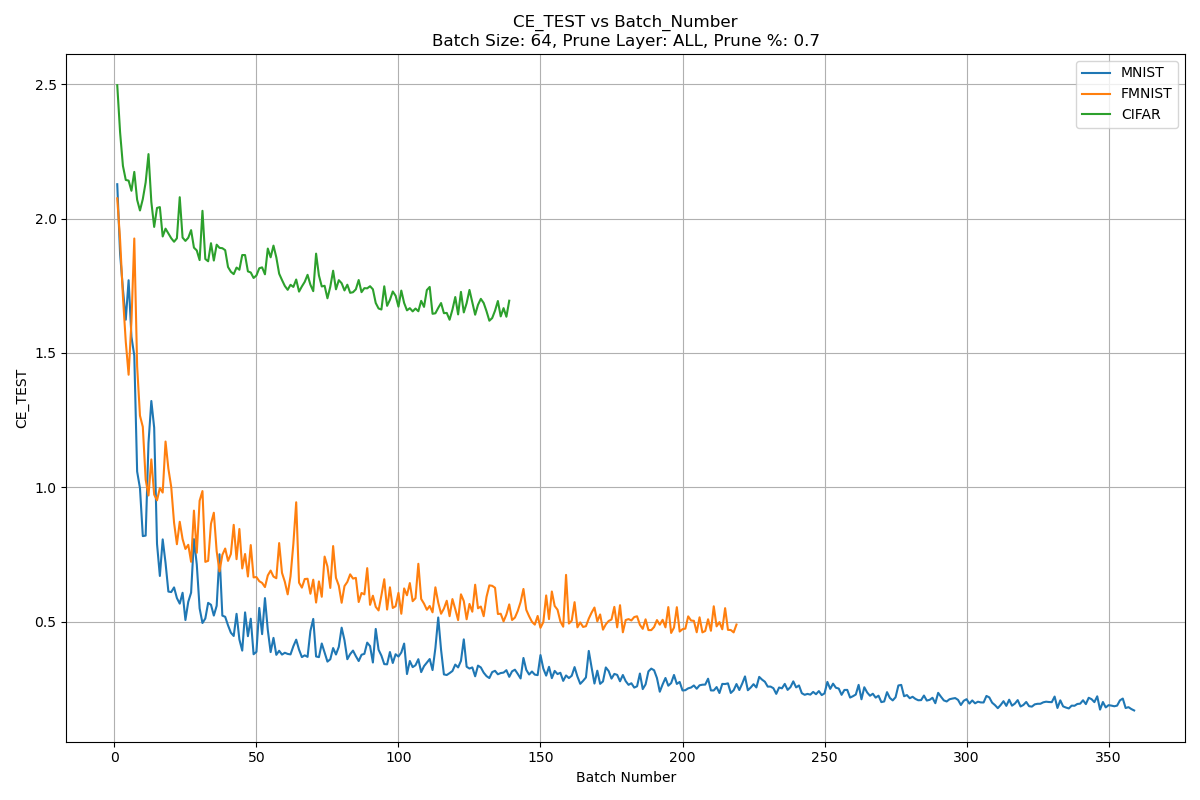 CE_TEST vs Batch_Number
Batch Size: 64, Prune Layer: ALL, Prune %: 0.7
MNIST
FMNIST
CIFAR
CE_TEST
2.5
2.0
1.5
1.0
0.5
0 50 100 150 200 250 300 350
Batch Number